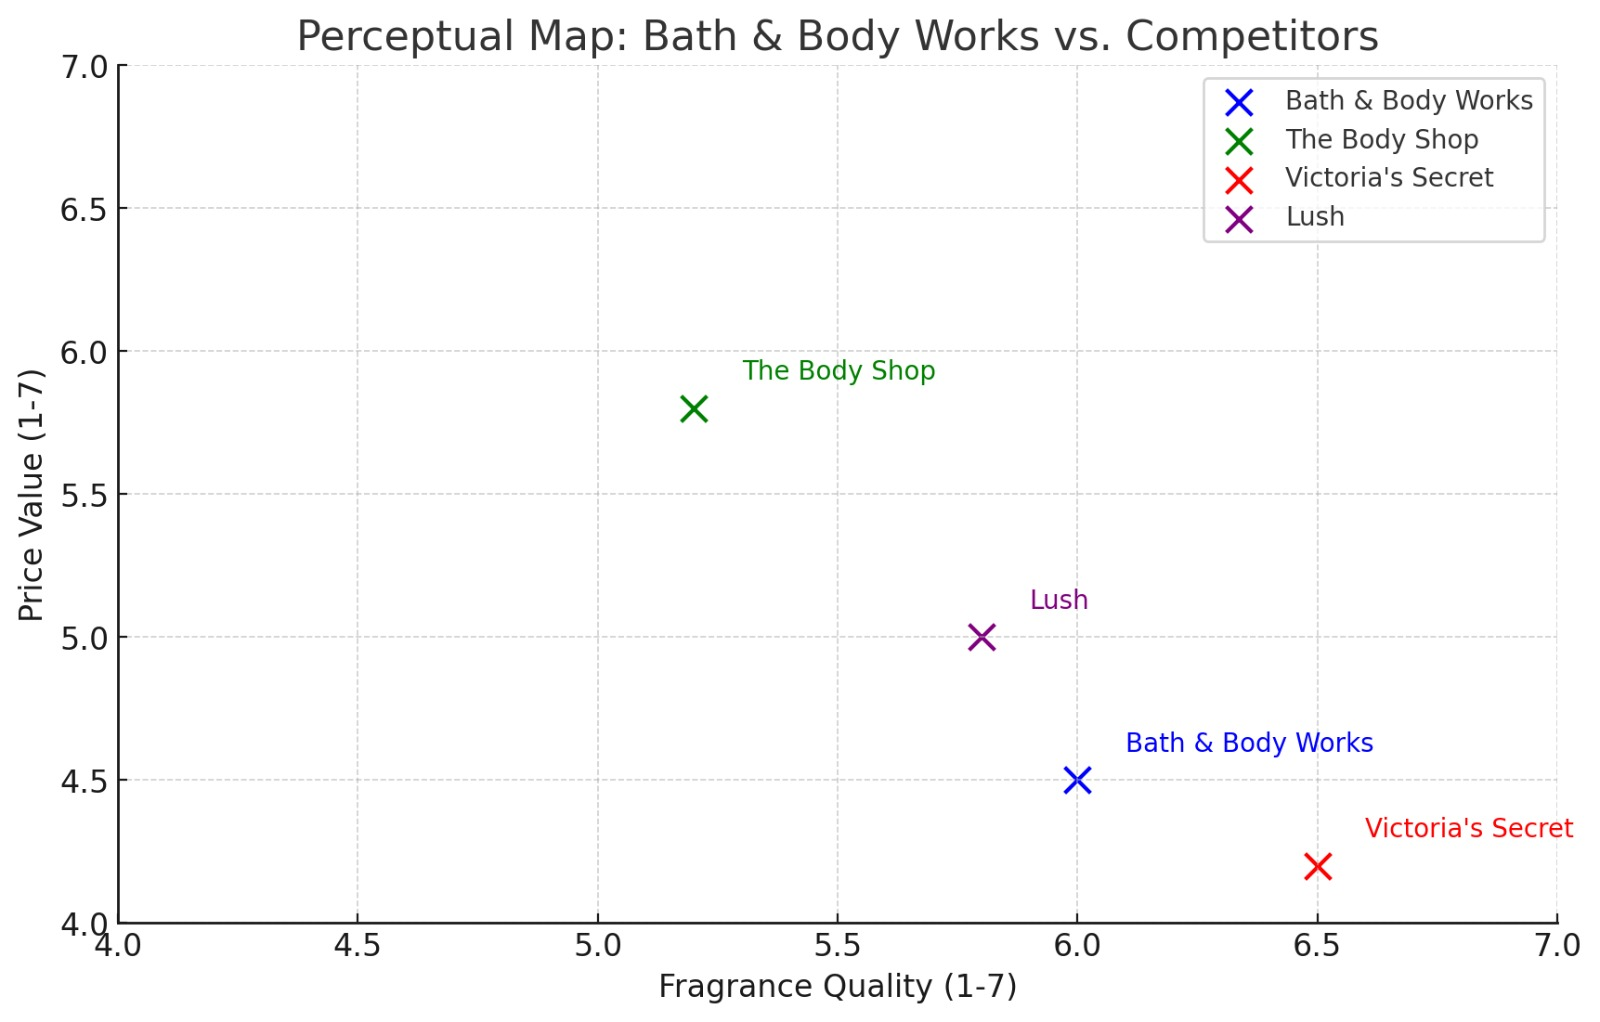 Perceptual Map: Bath & Body Works vs. Competitors
7.0
6.5
6.0
5.5
5.0
4.5
4.0
Price Value (1-7)
Bath & Body Works
The Body Shop
Victoria's Secret
Lush
The Body Shop
Lush
Bath & Body Works
Victoria's Secret
4.0 4.5 5.0 5.5 6.0 6.5 7.0
Fragrance Quality (1-7)